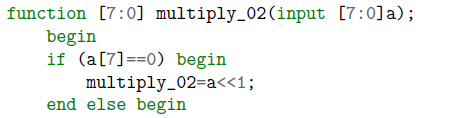 function [7:0] multiply_02(input [7:0]a);
    begin
    if (a[7]==0) begin
        multiply_02=a<<1;
    end else begin